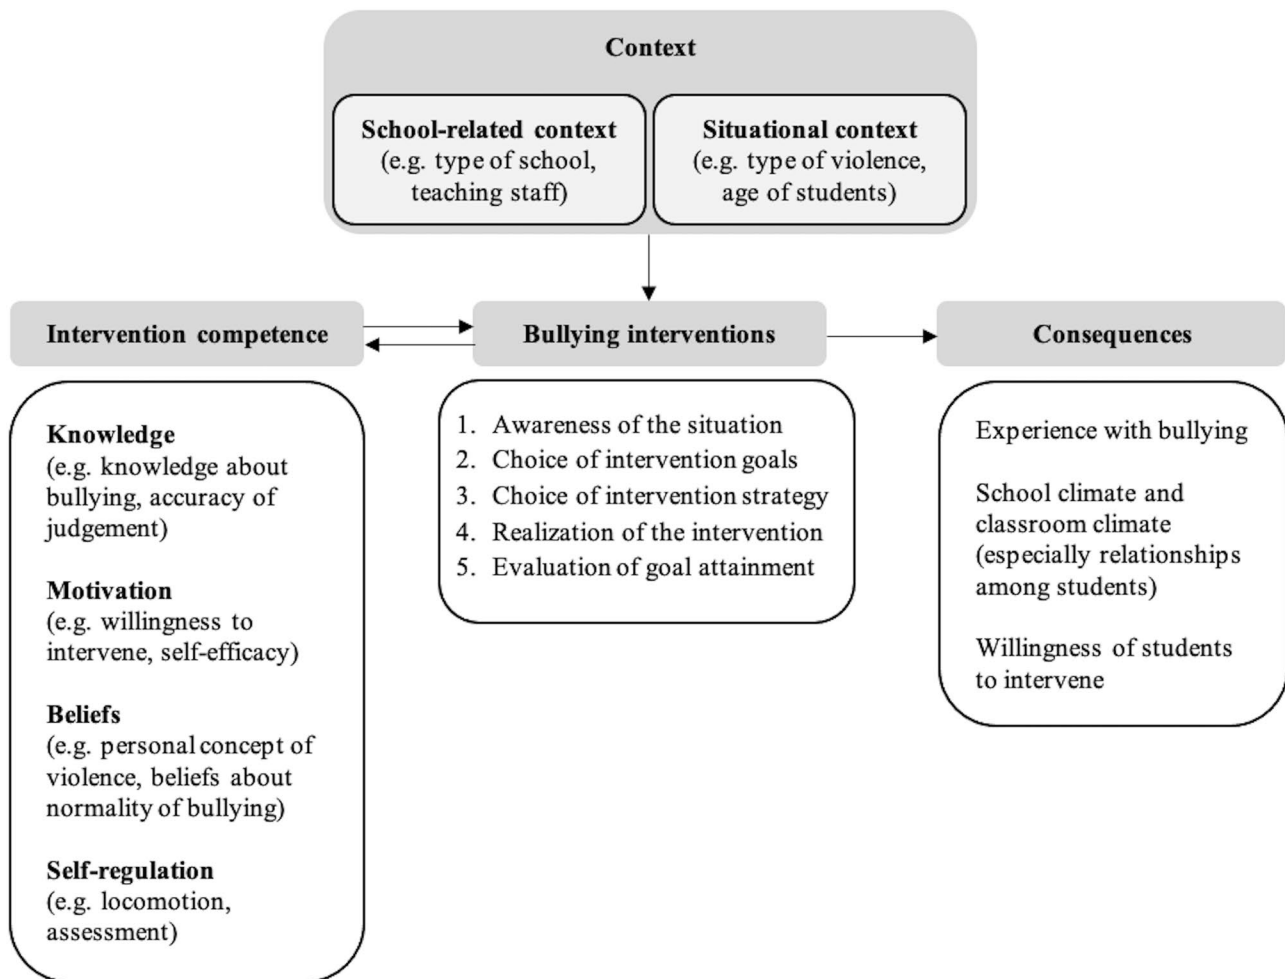 Context
School-related context
(e.g. type of school,
teaching staff)
Situational context
(e.g. type of violence,
age of students)
Intervention competence
Bullying interventions
Consequences
Knowledge
(e.g. knowledge about
bullying, accuracy of
judgement)
Motivation
(e.g. willingness to
intervene, self-efficacy)
Beliefs
(e.g. personal concept of
violence, beliefs about
normality of bullying)
Self-regulation
(e.g. locomotion,
assessment)
1. Awareness of the situation
2. Choice of intervention goals
3. Choice of intervention strategy
4. Realization of the intervention
5. Evaluation of goal attainment
Experience with bullying
School climate and
classroom climate
(especially relationships
among students)
Willingness of students
to intervene